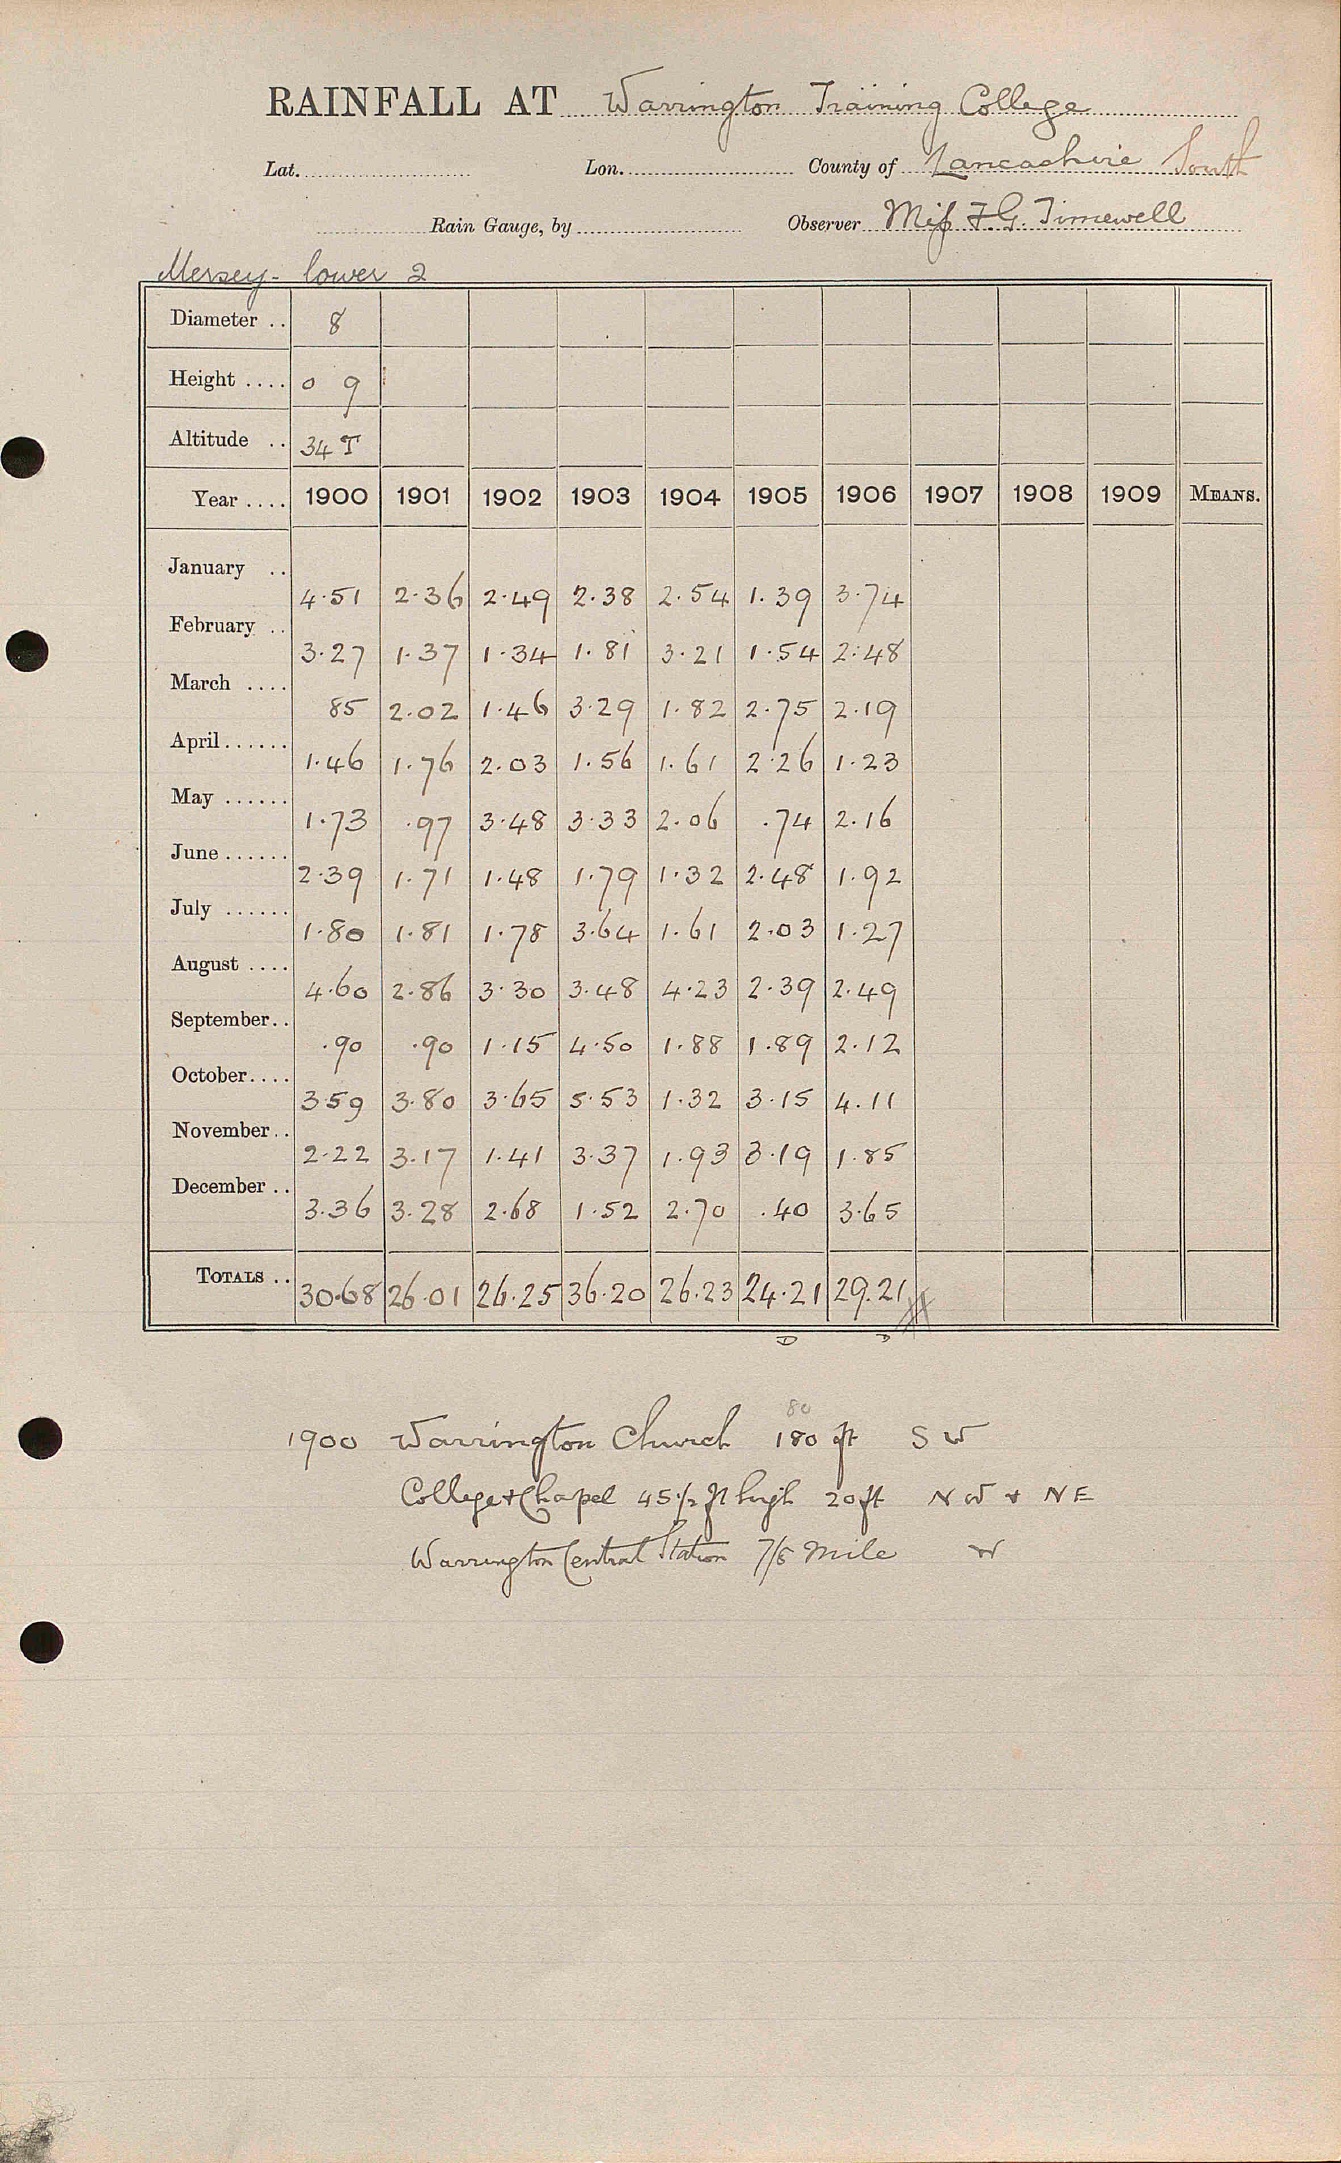 RAINFALL AT Warrington Training College
Lat. Lon. County of Lancashire South
Rain Gauge, by Observer Miss F.G. Timewell
Mersey - lower 2
Diameter .. 8
Height .... 0 9
Altitude .. 34 T
Year .... 1900 1901 1902 1903 1904 1905 1906 1907 1908 1909 MEANS.
January .. 4.51 2.36 2.49 2.38 2.54 1.39 3.74
February .. 3.27 1.37 1.34 1.81 3.21 1.54 2.48
March .... 85 2.02 1.46 3.29 1.82 2.75 2.19
April...... 1.46 1.76 2.03 1.56 1.61 2.26 1.23
May ...... 1.73 .97 3.48 3.33 2.06 .74 2.16
June ...... 2.39 1.71 1.48 1.79 1.32 2.48 1.92
July ...... 1.80 1.81 1.78 3.64 1.61 2.03 1.27
August .... 4.60 2.86 3.30 3.48 4.23 2.39 2.49
September.. .90 .90 1.15 4.50 1.88 1.89 2.12
October.... 3.59 3.80 3.65 5.53 1.32 3.15 4.11
November.. 2.22 3.17 1.41 3.37 1.93 3.19 1.85
December .. 3.36 3.28 2.68 1.52 2.70 .40 3.65
TOTALS .. 30.68 26.01 26.25 36.20 26.23 24.21 29.21
D D
80
1900 Warrington Church 180 ft S W
College & Chapel 45½ ft high 20 ft N W & N E
Warrington Central Station 7/8 Mile W